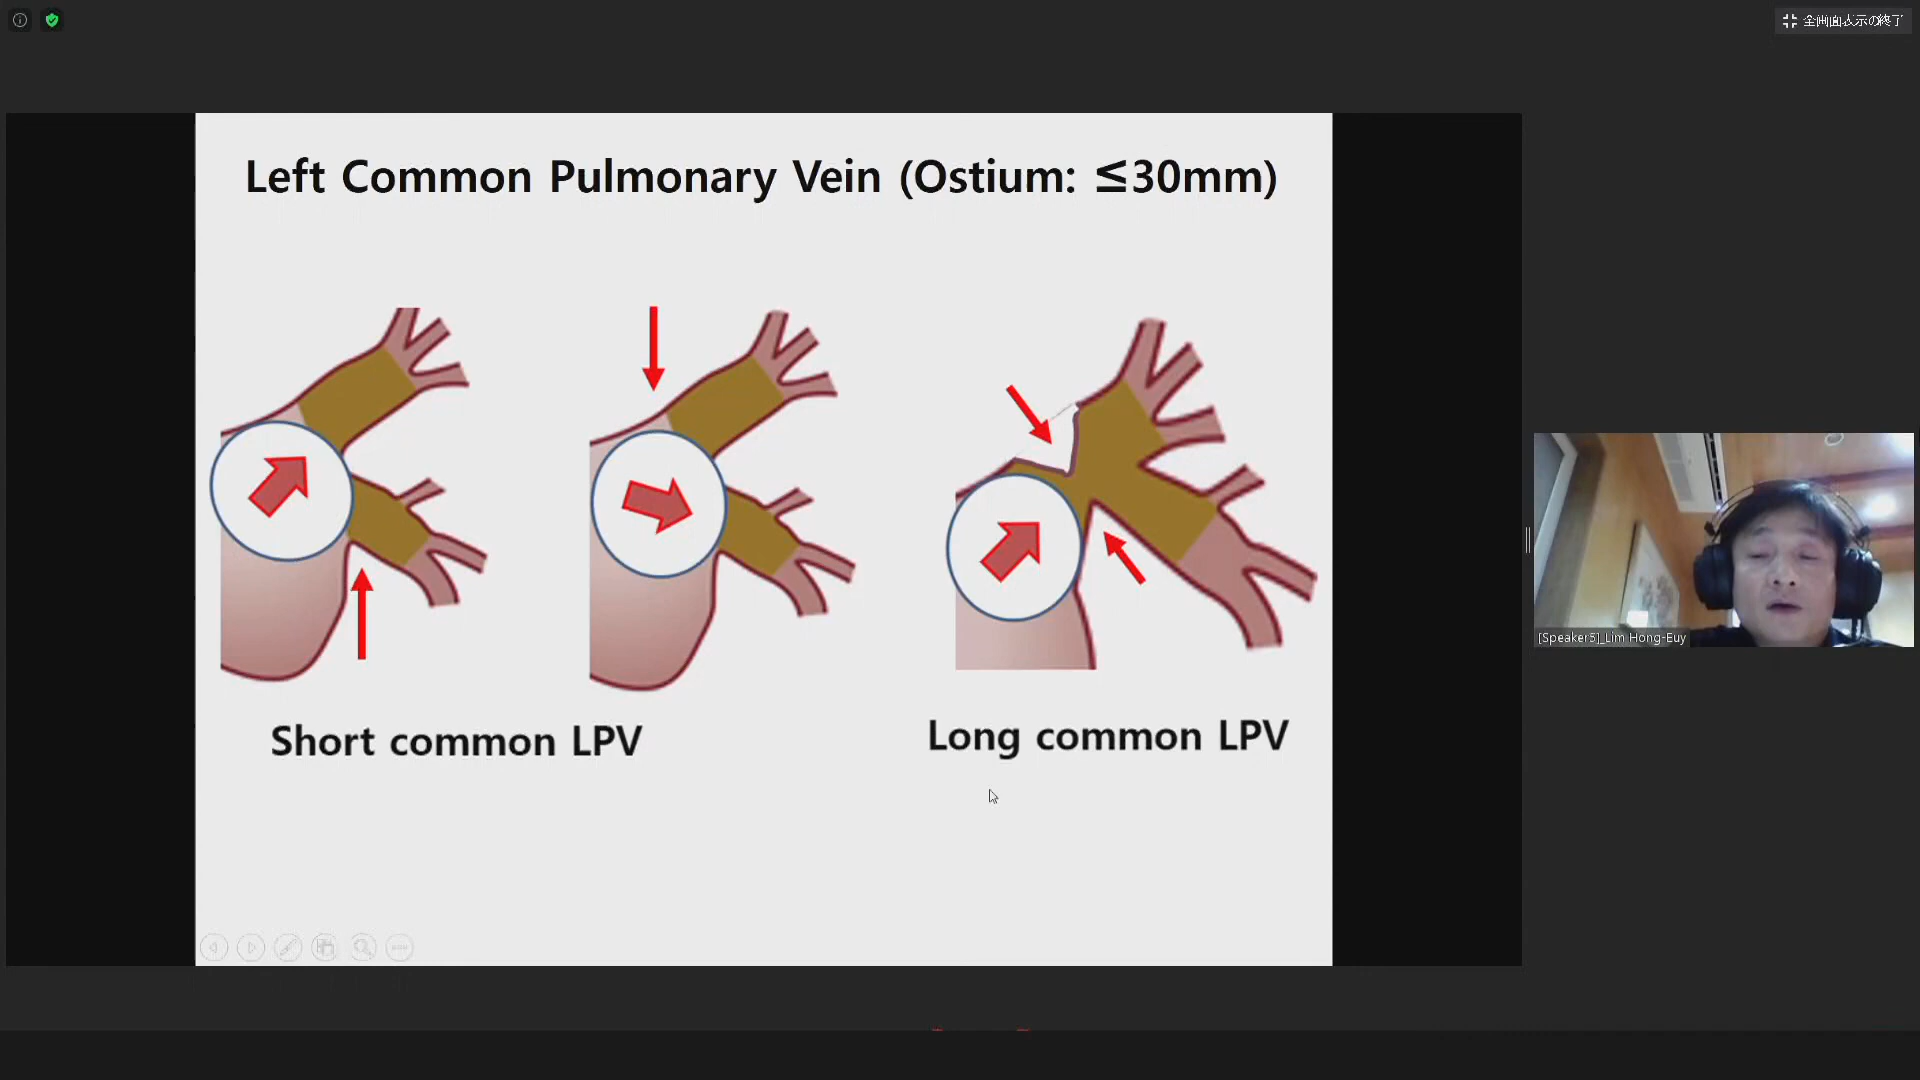 全画面表示の終了
Left Common Pulmonary Vein (Ostium: ≤30mm)
Short common LPV
Long common LPV
[Speaker5]_Lim Hong-Euy